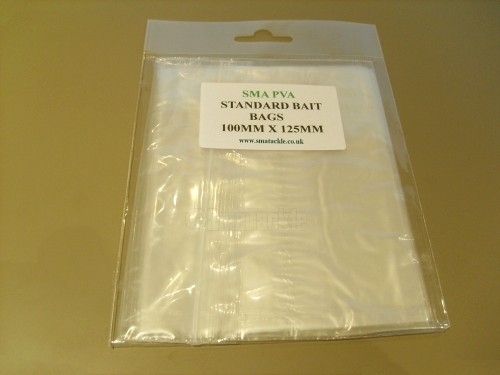 SMA PVA
STANDARD BAIT
BAGS
100MM X 125MM
www.smatackle.co.uk